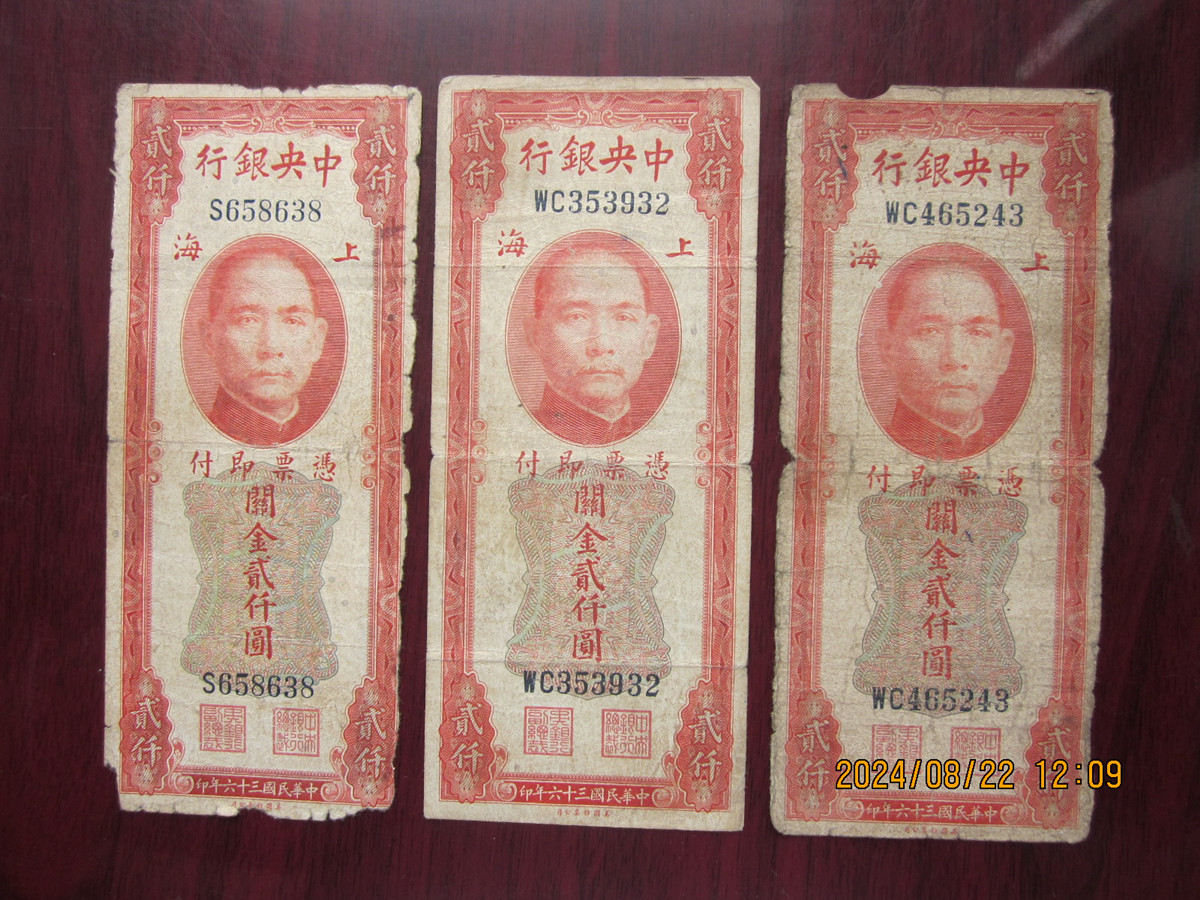 貳仟
貳仟
中央銀行
S658638
上海
憑票即付
關金貳仟圓
S658638
貳仟
貳仟
中華民國三十六年印
貳仟
貳仟
中央銀行
WC353932
上海
憑票即付
關金貳仟圓
WC353932
貳仟
貳仟
中華民國三十六年印
貳仟
貳仟
中央銀行
WC465243
上海
憑票即付
關金貳仟圓
WC465243
貳仟
貳仟
中華民國三十六年印
2024/08/22 12:09